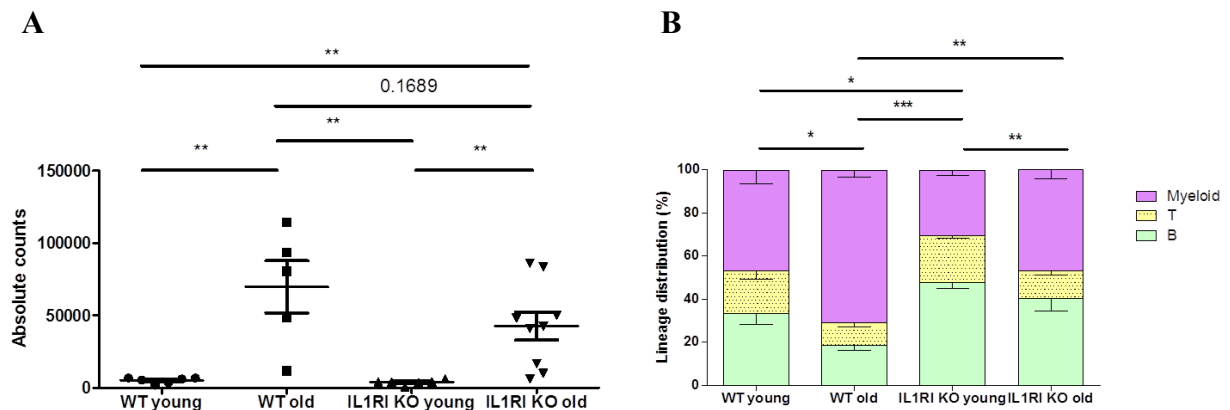 A
**
0.1689
**
** **
Absolute counts
150000
100000
50000
0
WT young WT old IL1RI KO young IL1RI KO old
B
**
*
***
* **
Lineage distribution (%)
100
80
60
40
20
0
WT young WT old IL1RI KO young IL1RI KO old
Myeloid
T
B